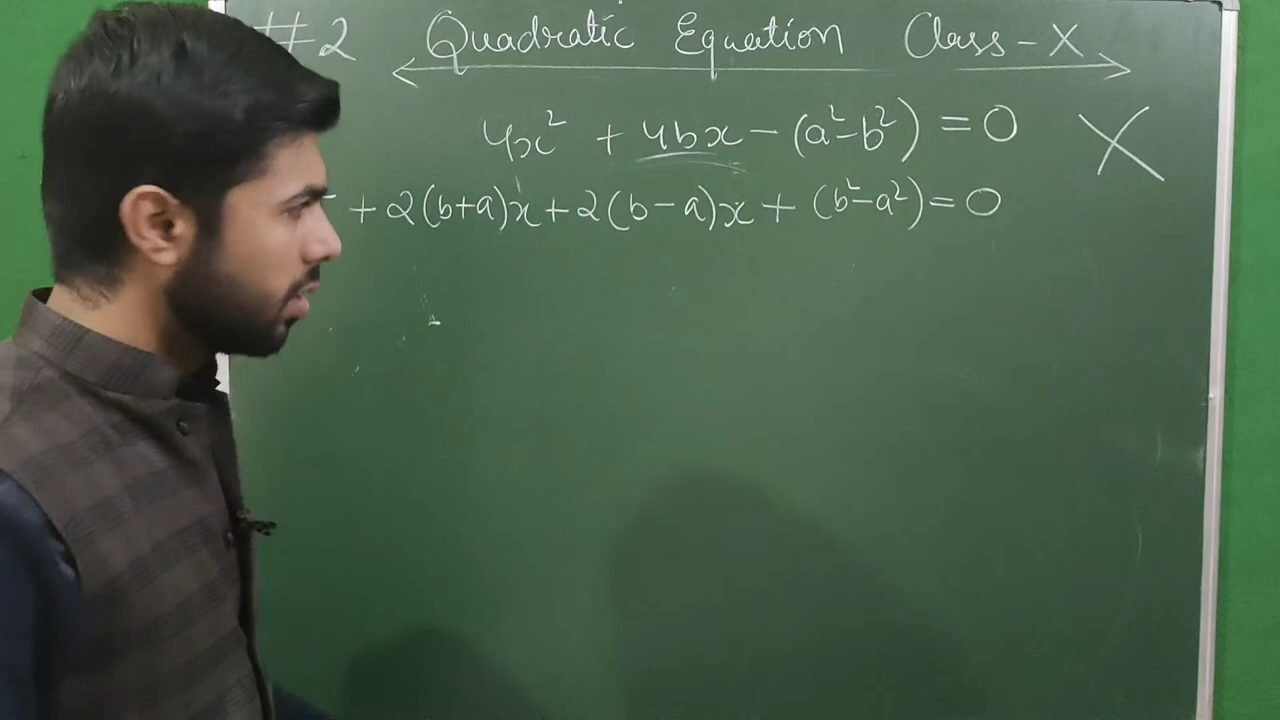 #2 Quadratic Equation Class-X
4x² + 4bx - (a²-b²) = 0
+ 2(b+a)x + 2(b-a)x + (b²-a²) = 0